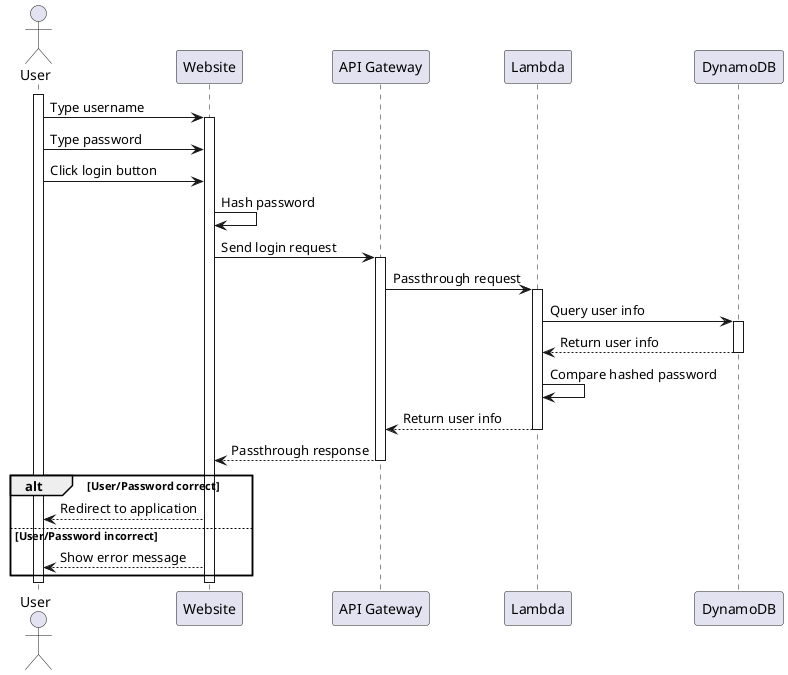 User
Website
API Gateway
Lambda
DynamoDB
Type username
Type password
Click login button
Hash password
Send login request
Passthrough request
Query user info
Return user info
Compare hashed password
Return user info
Passthrough response
alt [User/Password correct]
Redirect to application
[User/Password incorrect]
Show error message
User
Website
API Gateway
Lambda
DynamoDB